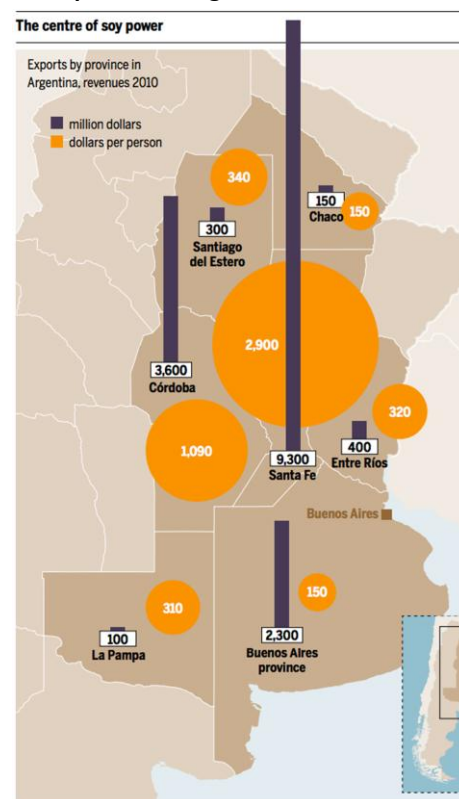 The centre of soy power
Exports by province in
Argentina, revenues 2010
million dollars
dollars per person
340
300
Santiago
del Estero
150
Chaco
150
2,900
3,600
Córdoba
1,090
9,300
Santa Fe
320
400
Entre Ríos
Buenos Aires
310
100
La Pampa
150
2,300
Buenos Aires
province